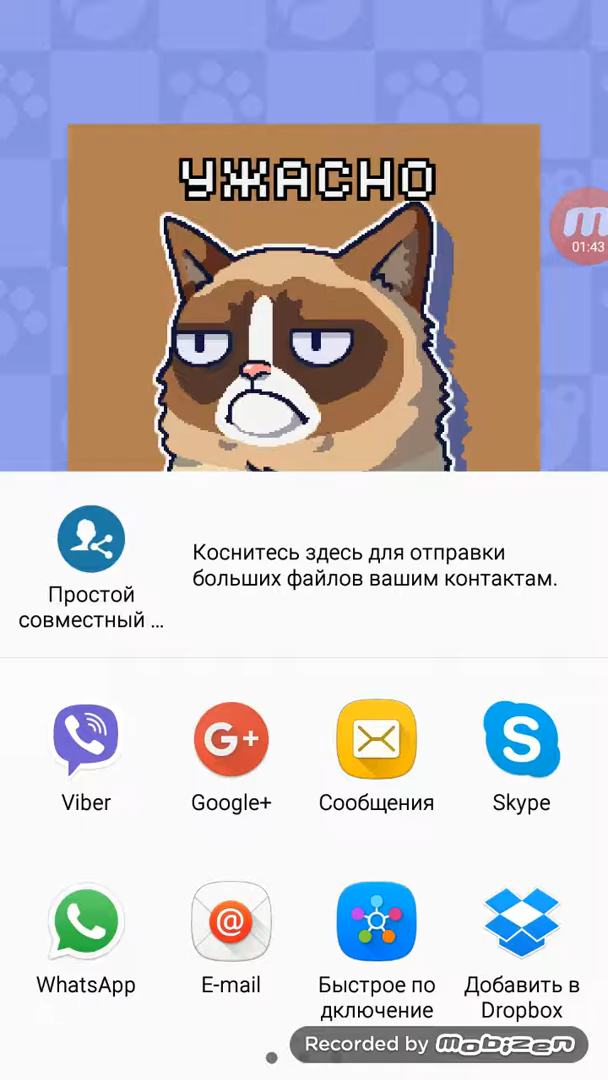 УЖАСНО
01:43
Коснитесь здесь для отправки
больших файлов вашим контактам.
Простой
совместный ...
Viber
G+
Google+
Сообщения
S
Skype
WhatsApp
@
E-mail
Быстрое по
дключение
Добавить в
Dropbox
Recorded by mobizen